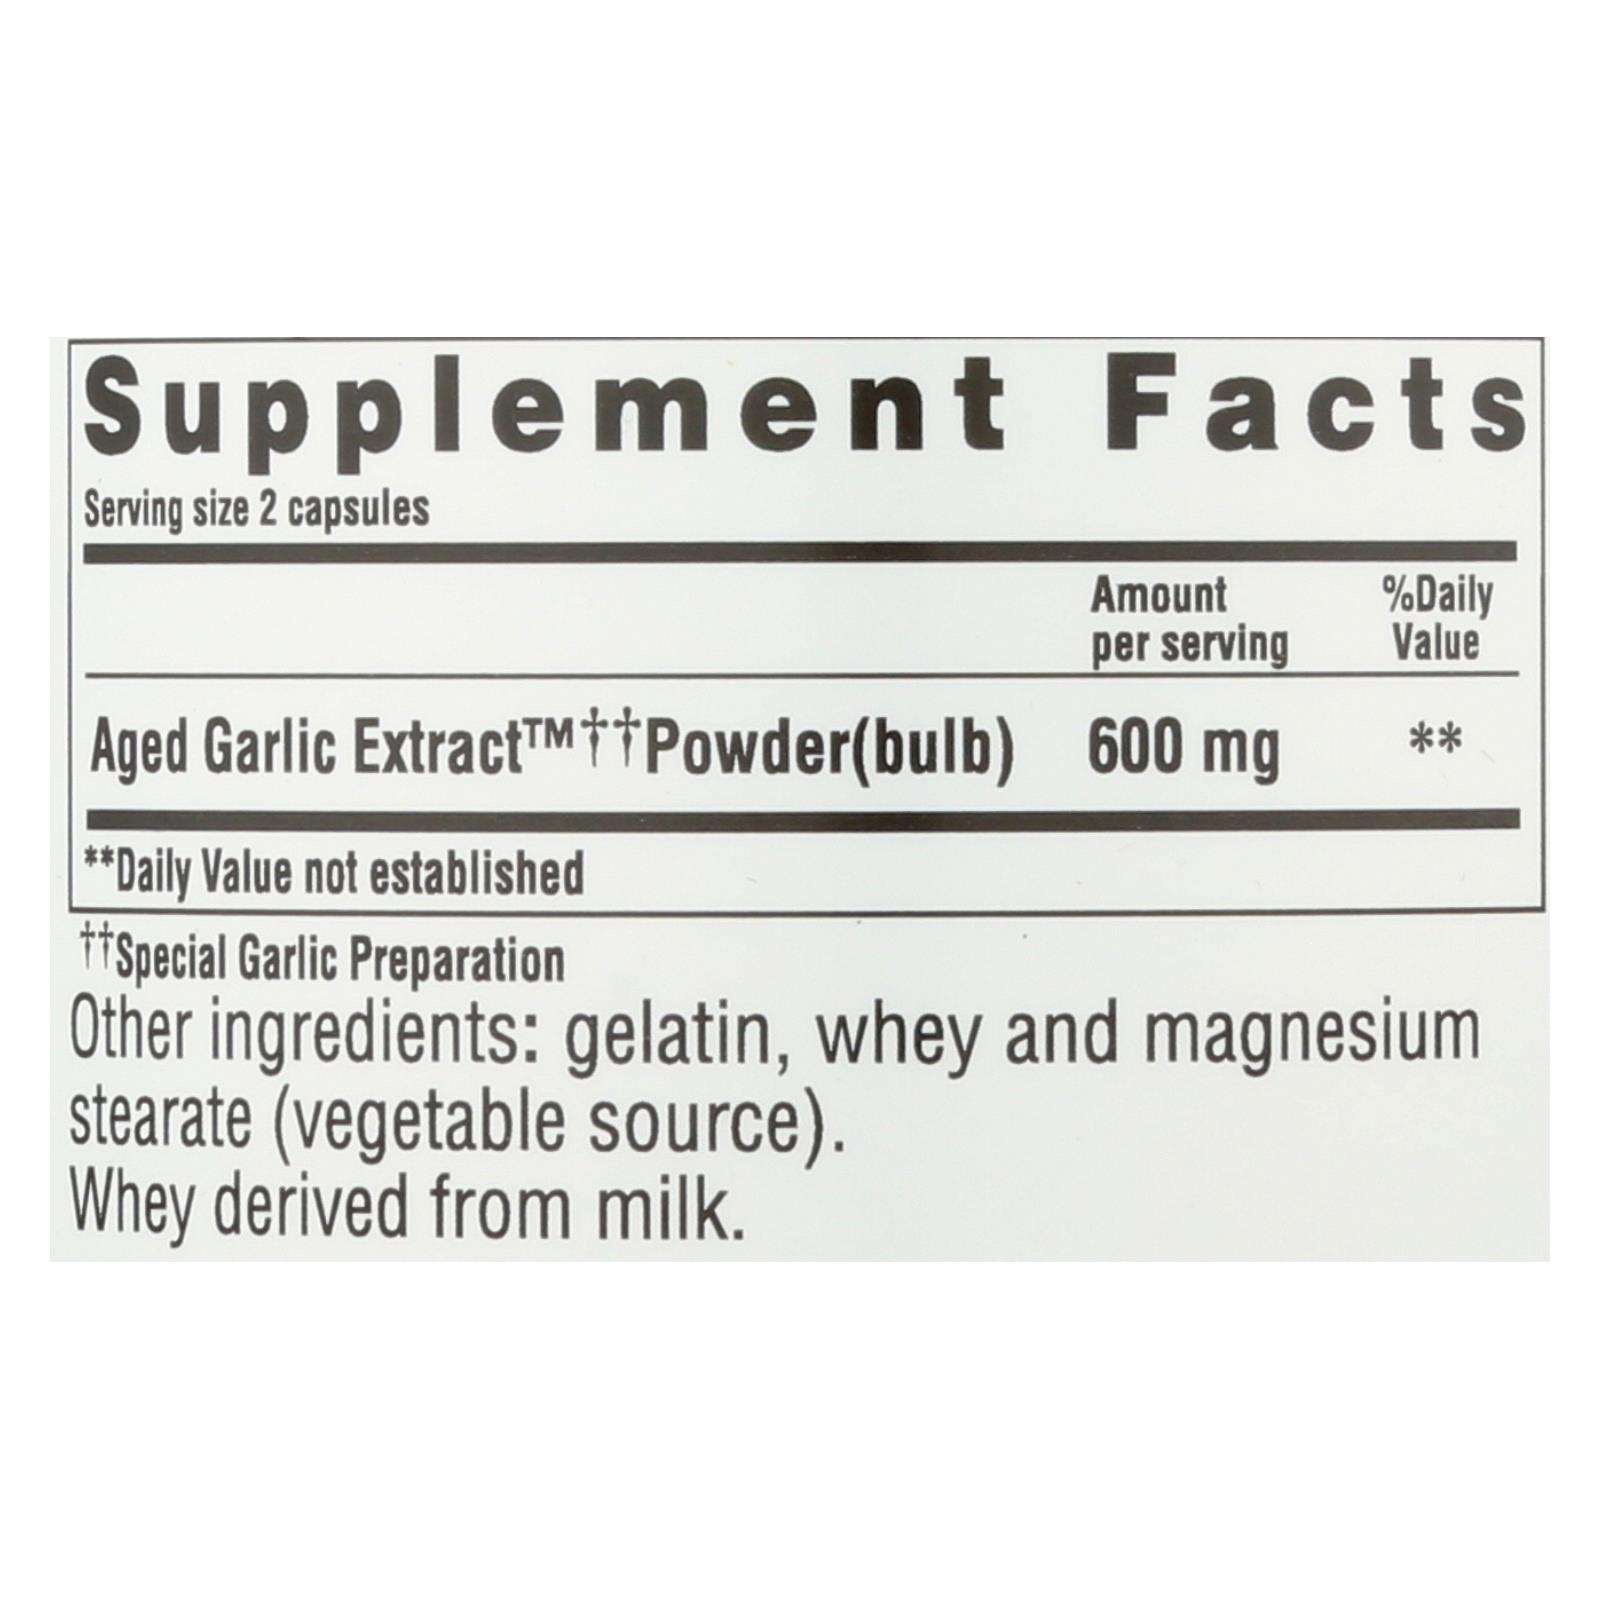 Supplement Facts
Serving size 2 capsules
Amount per serving
%Daily Value
Aged Garlic Extract™††Powder(bulb) 600 mg **
**Daily Value not established
††Special Garlic Preparation
Other ingredients: gelatin, whey and magnesium
stearate (vegetable source).
Whey derived from milk.